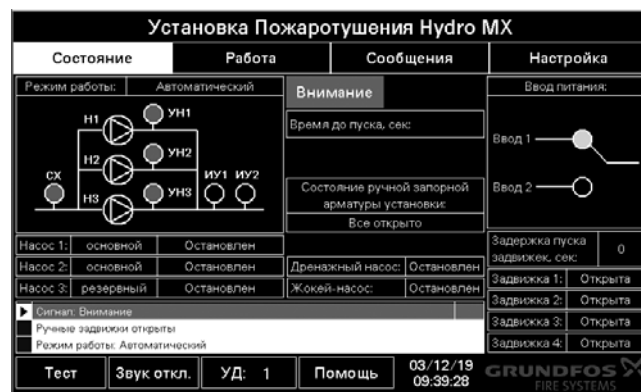 Установка Пожаротушения Hydro MX
Состояние Работа Сообщения Настройка
Режим работы: Автоматический
Внимание
Ввод питания:
Н1 УН1
Время до пуска, сек:
Ввод 1
Н2 УН2
СХ ИУ1 ИУ2
Н3 УН3
Состояние ручной запорной
арматуры установки:
Все открыто
Ввод 2
Насос 1: основной Остановлен
Насос 2: основной Остановлен
Насос 3: резервный Остановлен
Дренажный насос: Остановлен
Жокей-насос: Остановлен
Задержка пуска
задвижек, сек: 0
Задвижка 1: Открыта
Задвижка 2: Открыта
Задвижка 3: Открыта
Задвижка 4: Открыта
Сигнал: Внимание
Ручные задвижки открыты
Режим работы: Автоматический
Тест Звук откл. УД: 1 Помощь
03/12/19
09:39:28
GRUNDFOS
FIRE SYSTEMS